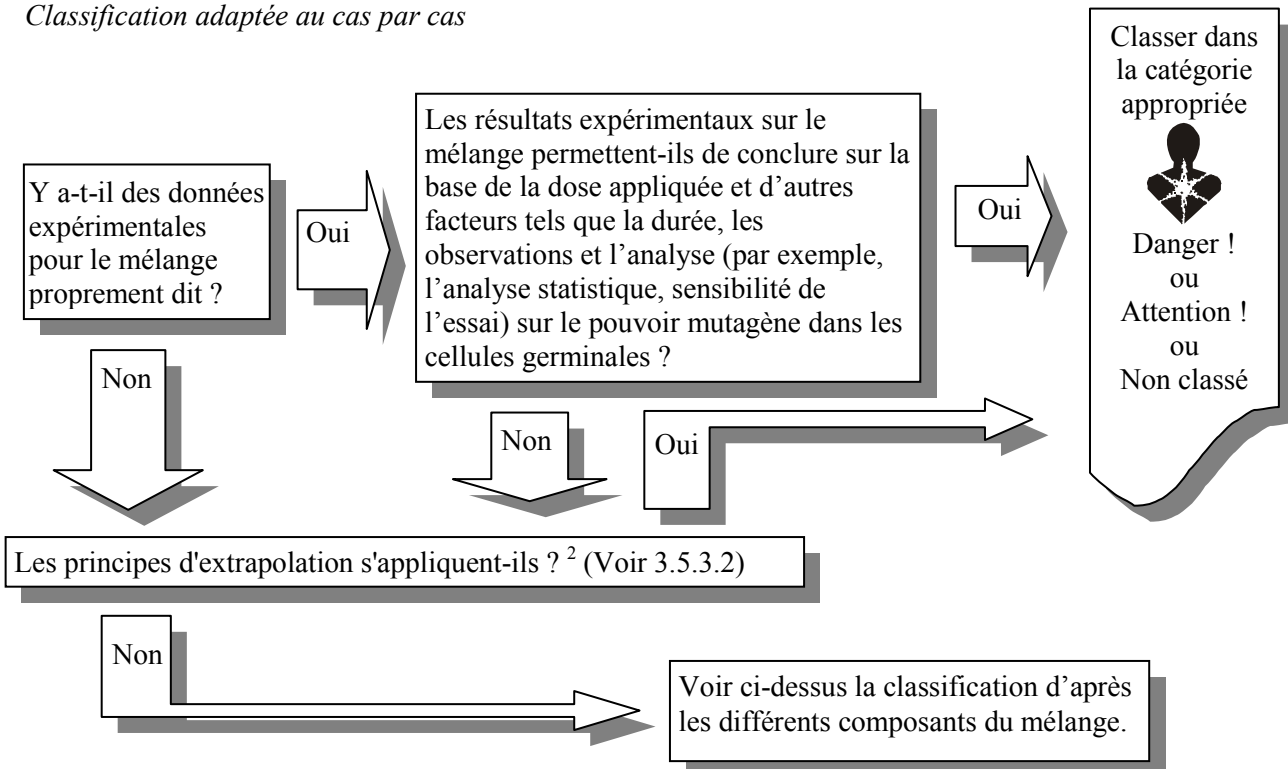 Classification adaptée au cas par cas
Y a-t-il des données
expérimentales
pour le mélange
proprement dit ?
Oui
Les résultats expérimentaux sur le
mélange permettent-ils de conclure sur la
base de la dose appliquée et d’autres
facteurs tels que la durée, les
observations et l’analyse (par exemple,
l’analyse statistique, sensibilité de
l’essai) sur le pouvoir mutagène dans les
cellules germinales ?
Oui
Classer dans
la catégorie
appropriée
Danger !
ou
Attention !
ou
Non classé
Non
Non
Oui
Les principes d'extrapolation s'appliquent-ils ? ² (Voir 3.5.3.2)
Non
Voir ci-dessus la classification d’après
les différents composants du mélange.